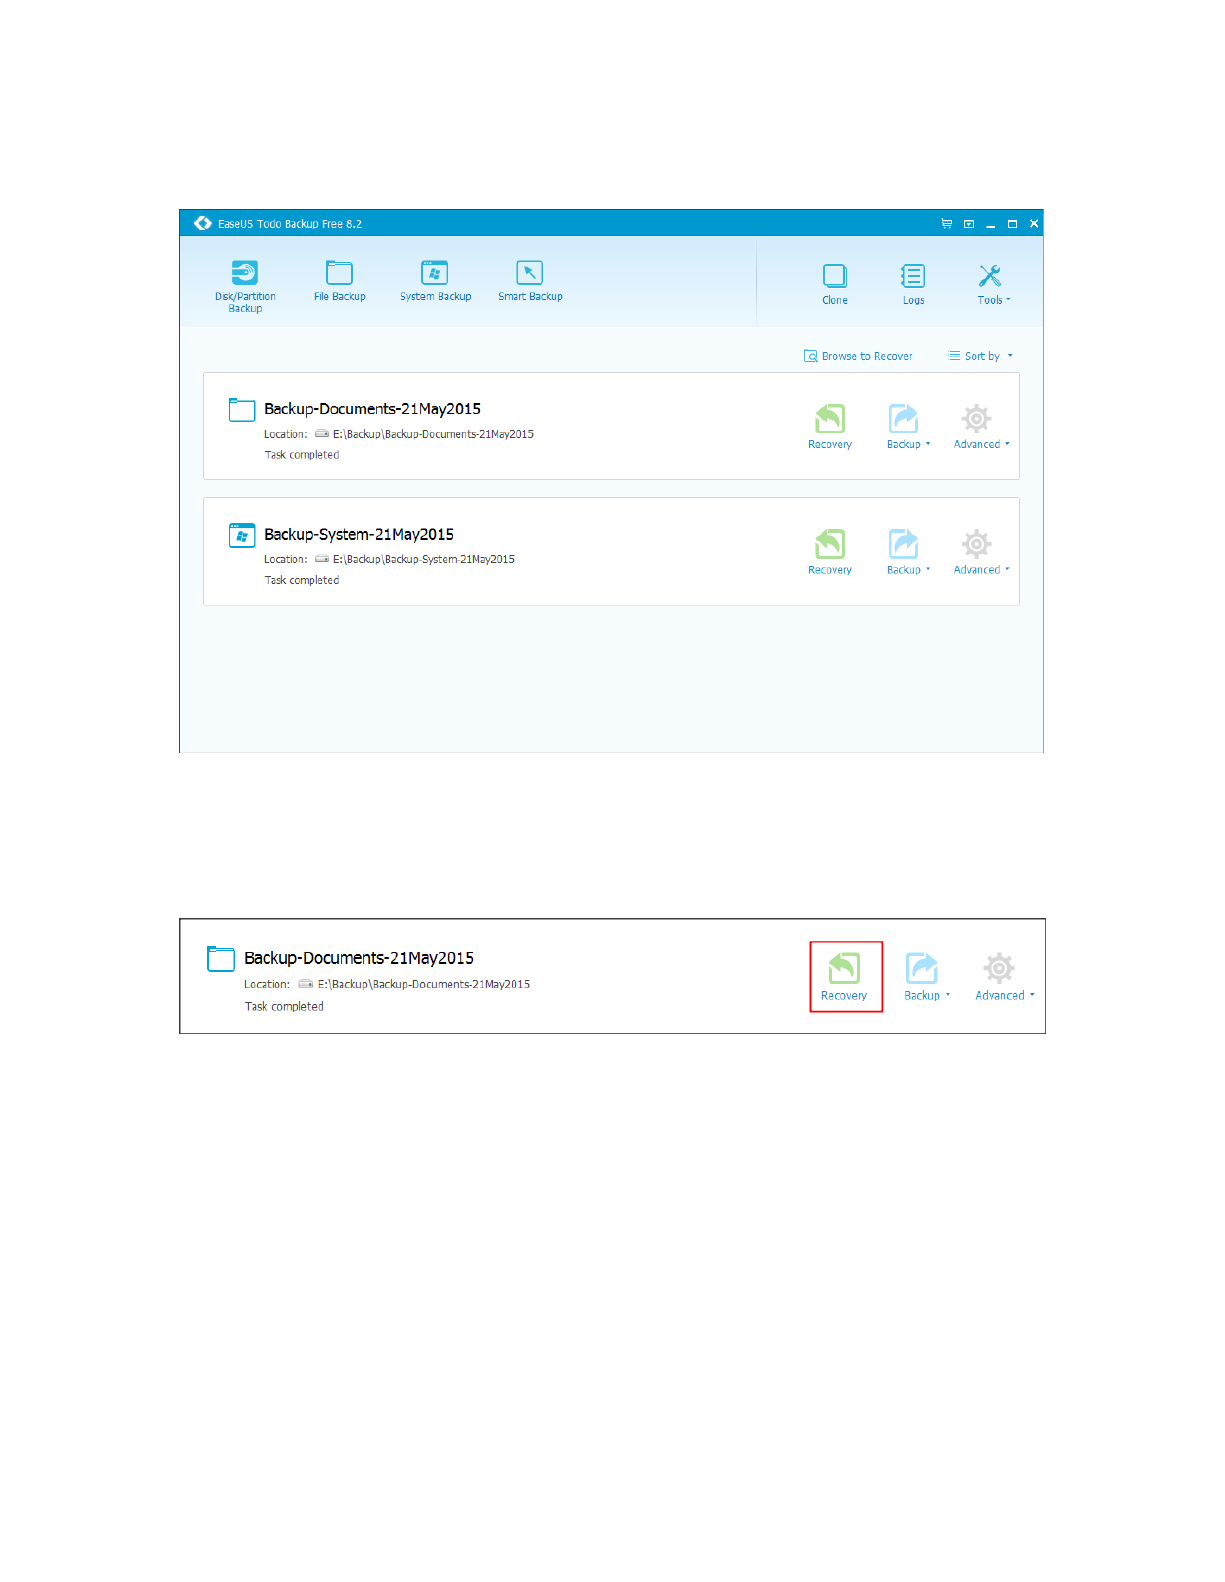 EaseUS Todo Backup Free 8.2
Disk/Partition Backup
File Backup
System Backup
Smart Backup
Clone
Logs
Tools
Browse to Recover
Sort by
Backup-Documents-21May2015
Location: E:\Backup\Backup-Documents-21May2015
Task completed
Recovery
Backup
Advanced
Backup-System-21May2015
Location: E:\Backup\Backup-System-21May2015
Task completed
Recovery
Backup
Advanced
Backup-Documents-21May2015
Location: E:\Backup\Backup-Documents-21May2015
Task completed
Recovery
Backup
Advanced